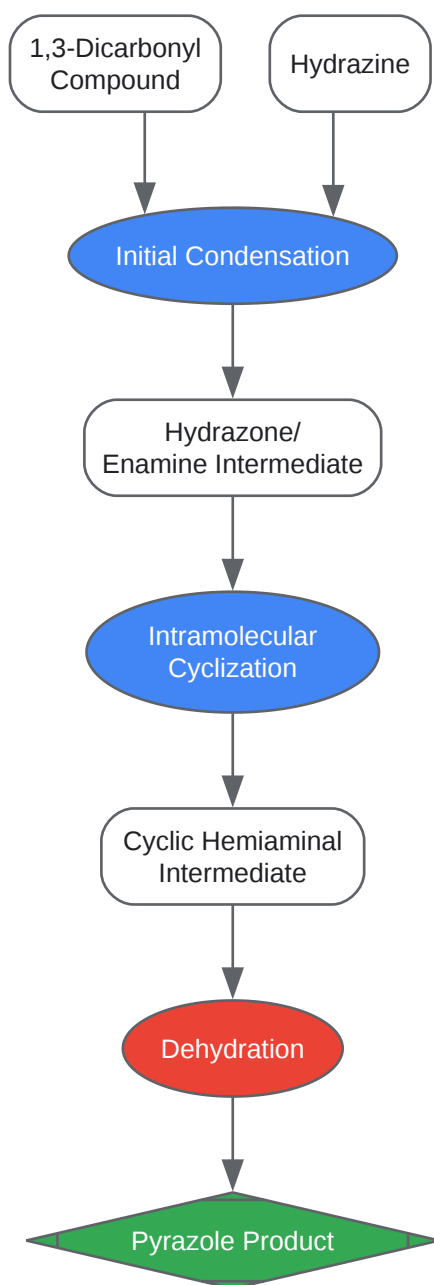 1,3-Dicarbonyl
Compound
Hydrazine
Initial Condensation
Hydrazone/
Enamine Intermediate
Intramolecular
Cyclization
Cyclic Hemiaminal
Intermediate
Dehydration
Pyrazole Product